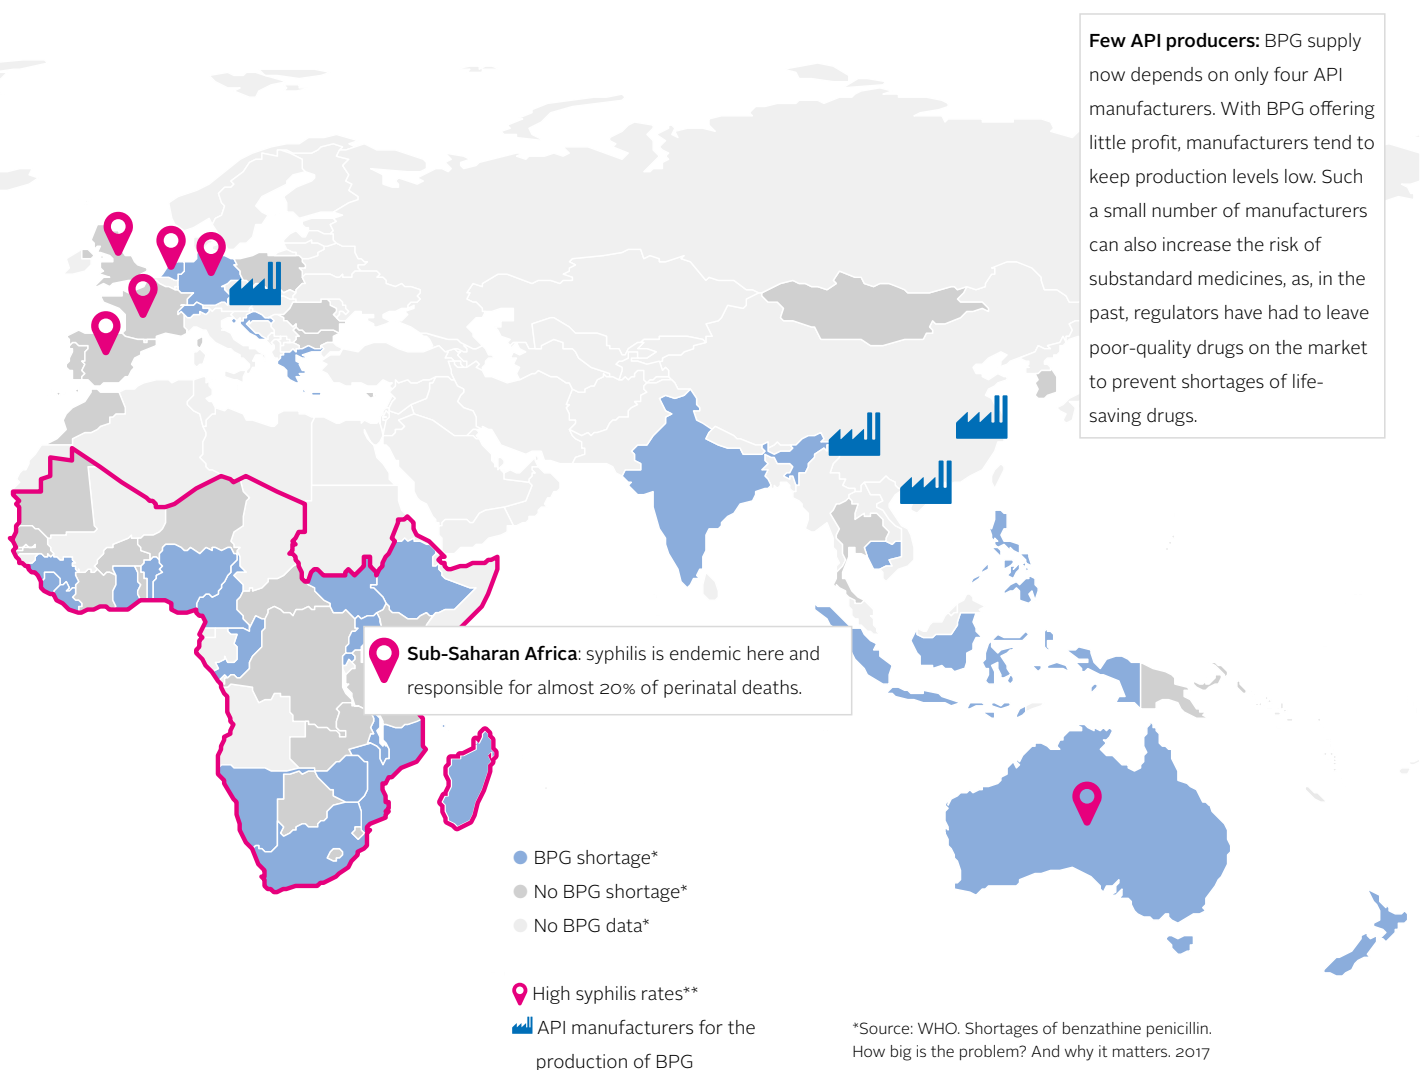 Few API producers: BPG supply
now depends on only four API
manufacturers. With BPG offering
little profit, manufacturers tend to
keep production levels low. Such
a small number of manufacturers
can also increase the risk of
substandard medicines, as, in the
past, regulators have had to leave
poor-quality drugs on the market
to prevent shortages of life-
saving drugs.
Sub-Saharan Africa: syphilis is endemic here and
responsible for almost 20% of perinatal deaths.
BPG shortage*
No BPG shortage*
No BPG data*
High syphilis rates**
API manufacturers for the
production of BPG
*Source: WHO. Shortages of benzathine penicillin.
How big is the problem? And why it matters. 2017